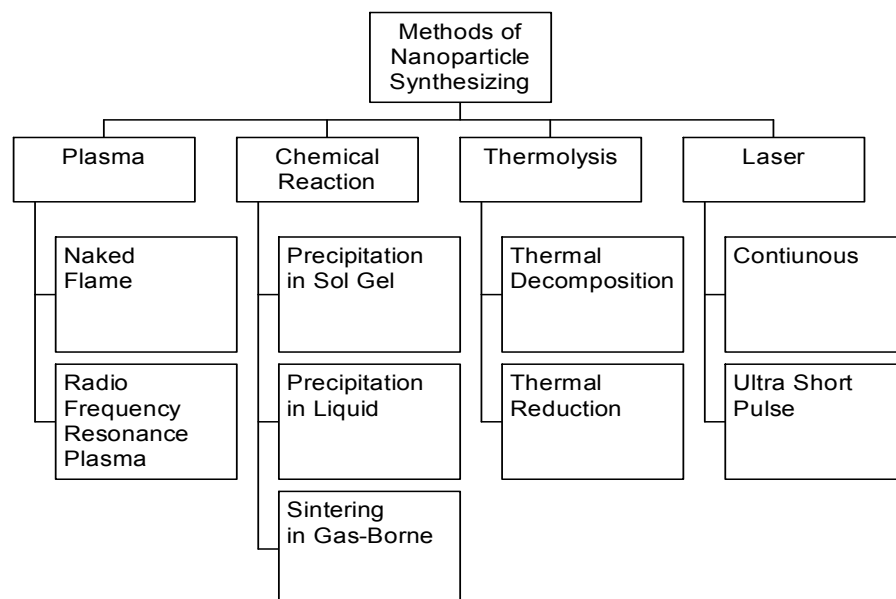 Methods of
Nanoparticle
Synthesizing
Plasma
Chemical
Reaction
Thermolysis
Laser
Naked
Flame
Precipitation
in Sol Gel
Thermal
Decomposition
Contiunous
Radio
Frequency
Resonance
Plasma
Precipitation
in Liquid
Thermal
Reduction
Ultra Short
Pulse
Sintering
in Gas-Borne